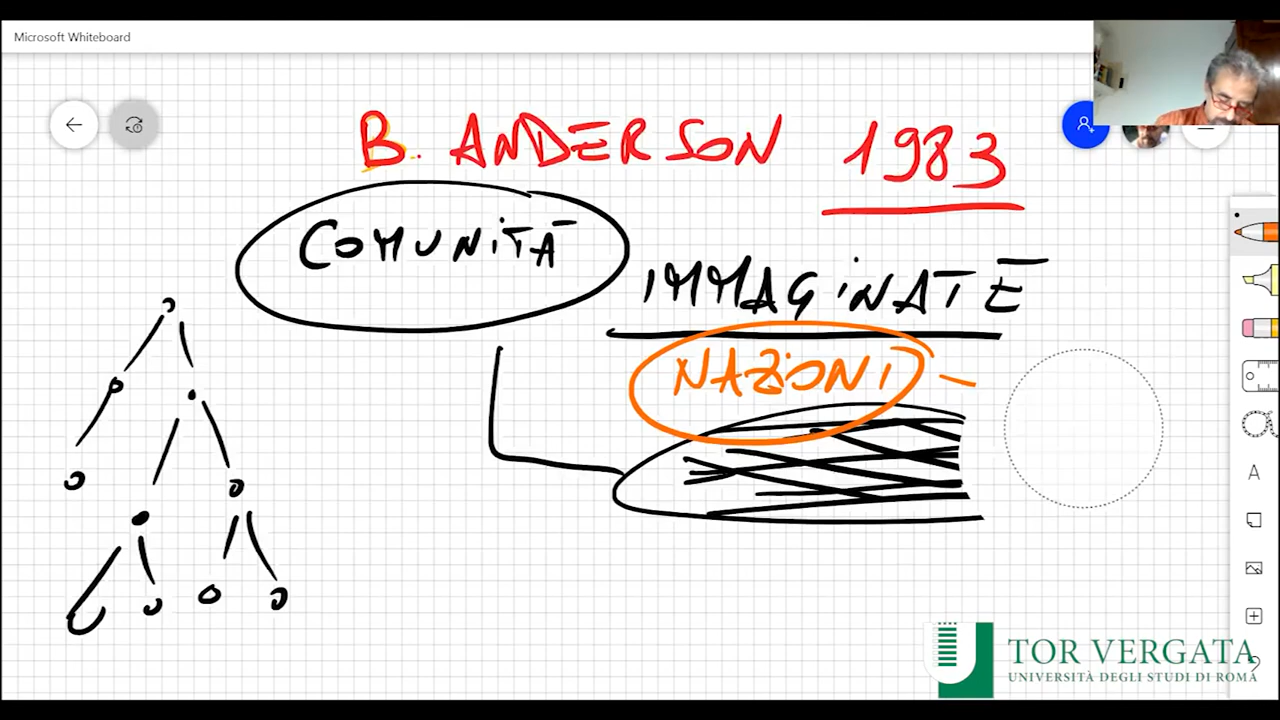 Microsoft Whiteboard
B. ANDERSON 1983
COMUNITÀ
IMMAGINATE
NAZIONI
A
TOR VERGATA
UNIVERSITÀ DEGLI STUDI DI ROMA